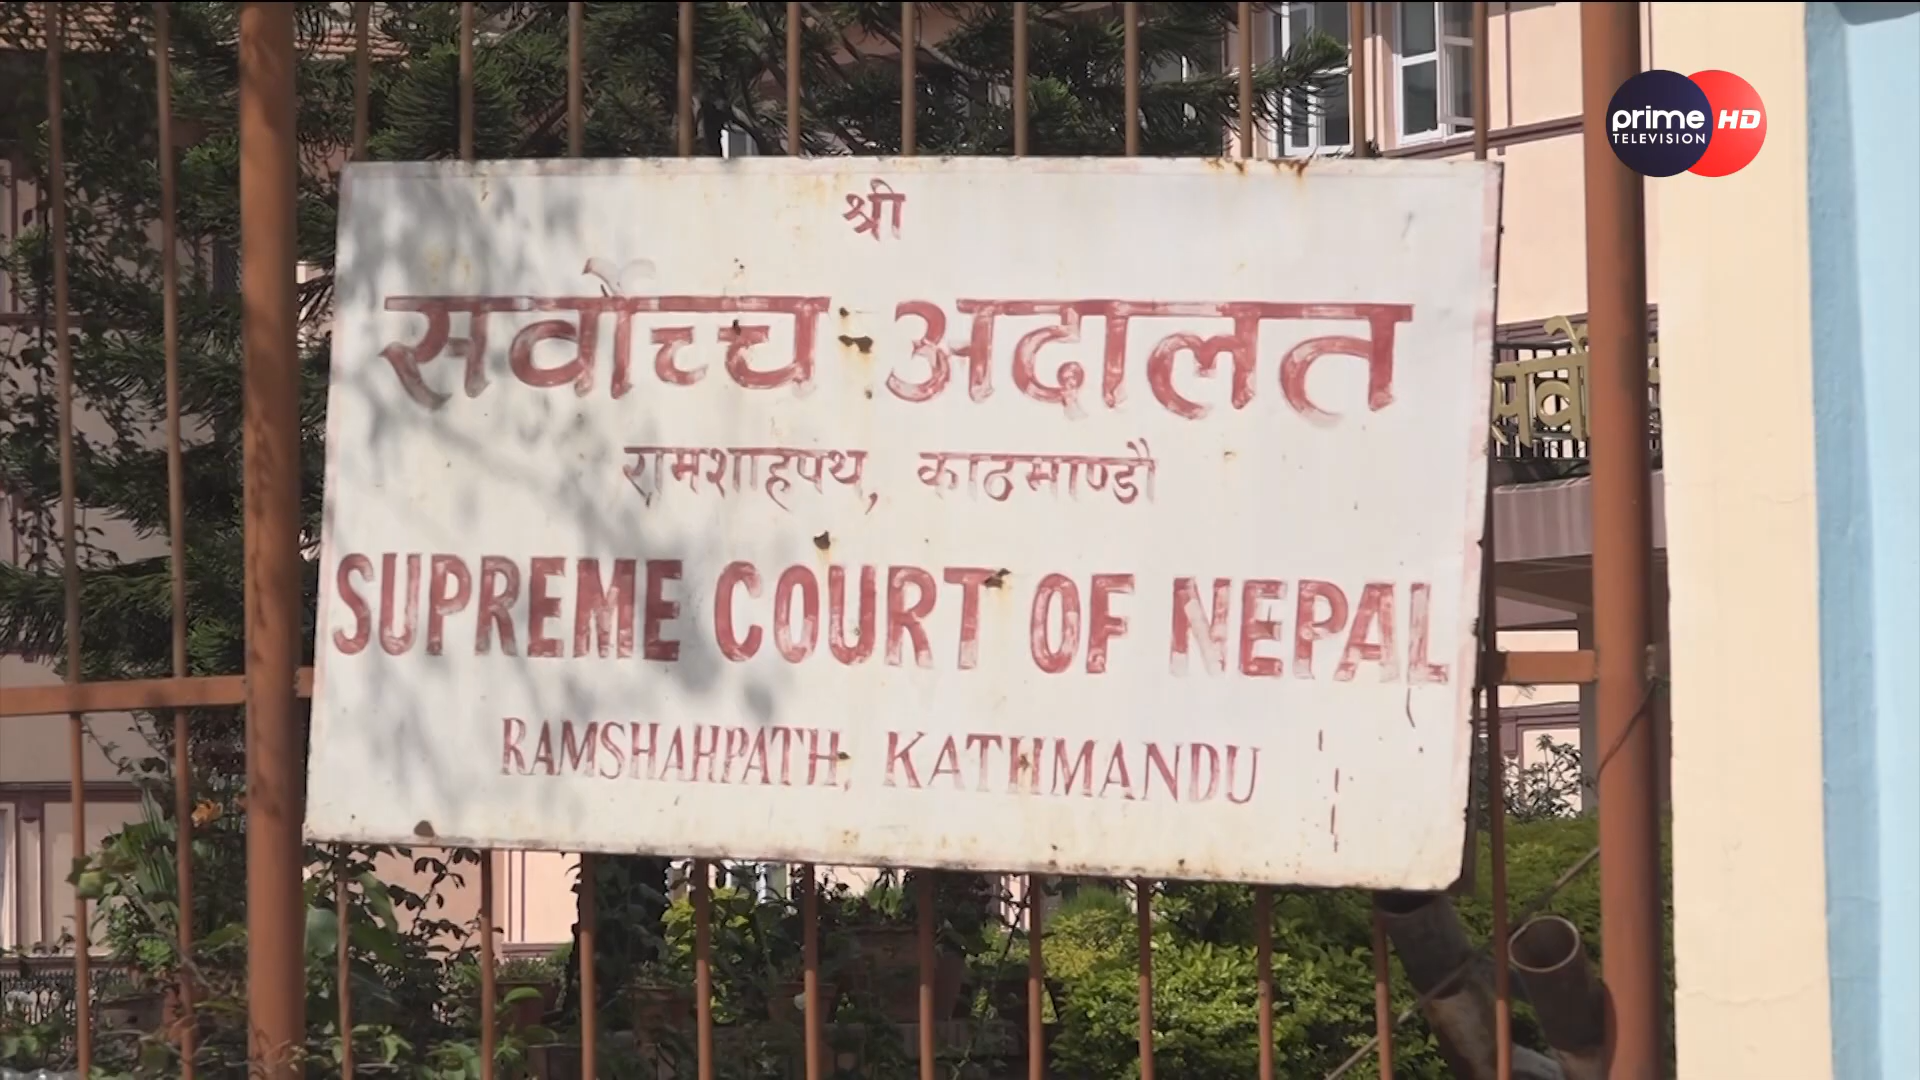 prime HD
TELEVISION
श्री
सर्वोच्च अदालत
रामशाहपथ, काठमाण्डौ
SUPREME COURT OF NEPAL
RAMSHAHPATH, KATHMANDU